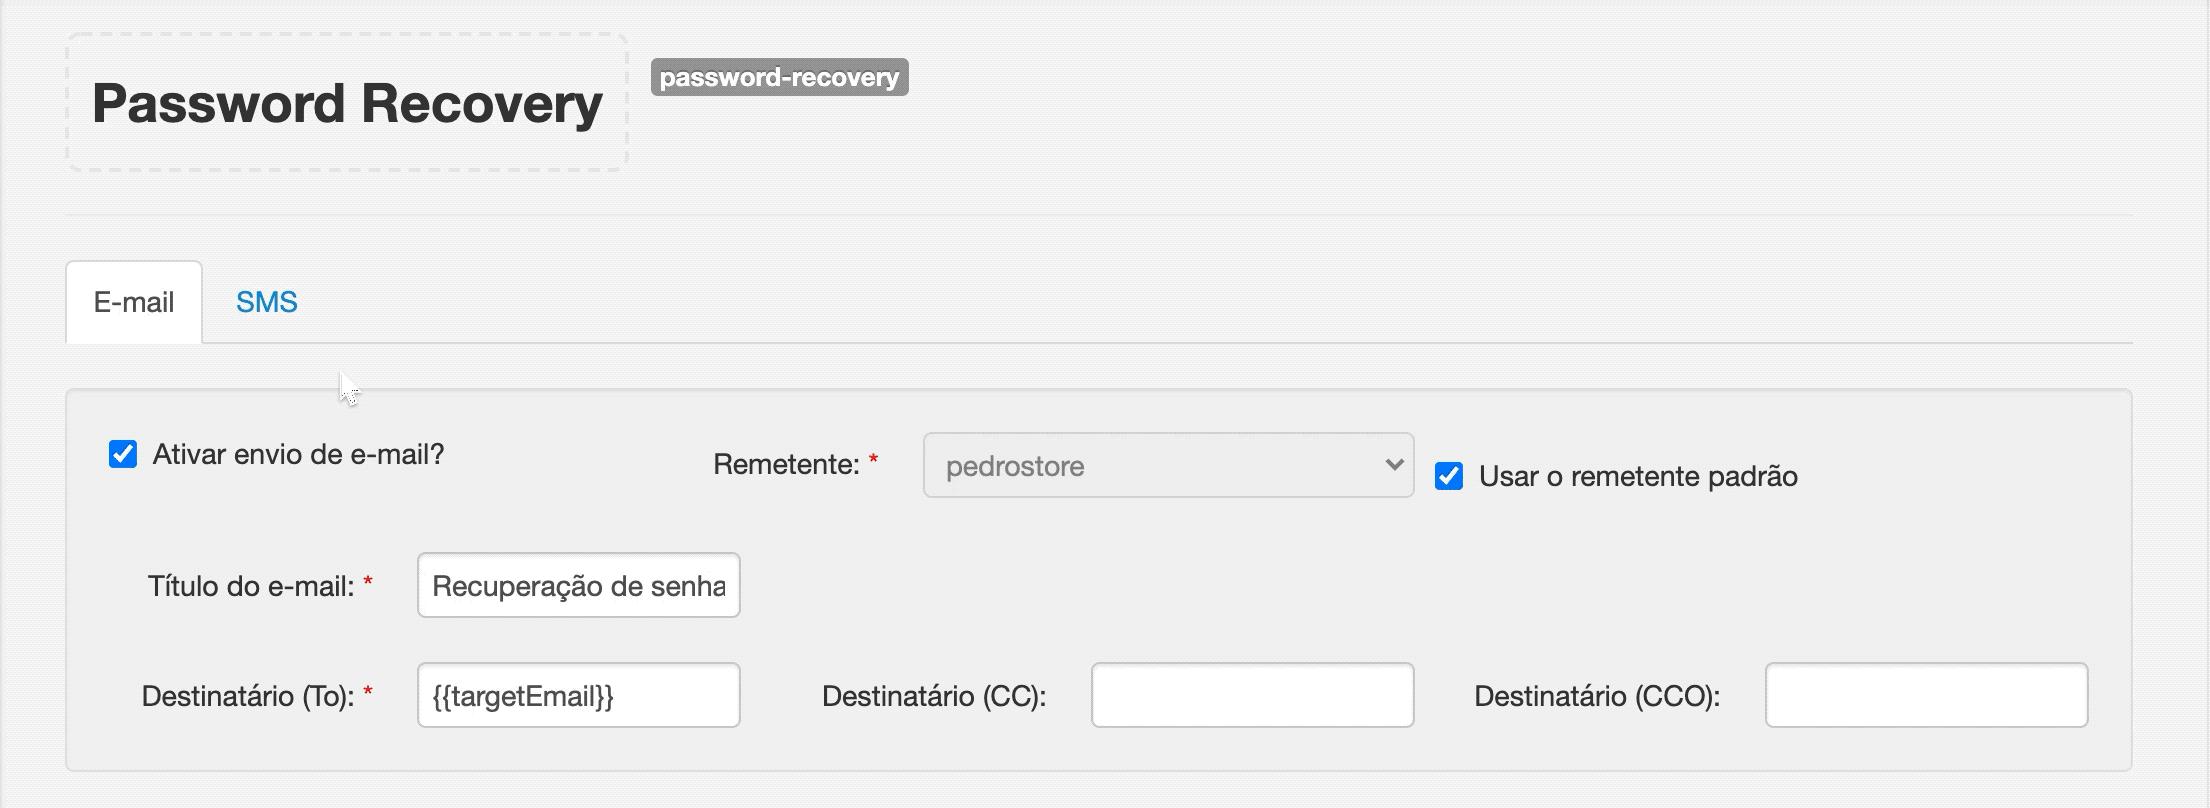 Password Recovery
password-recovery
E-mail
SMS
Ativar envio de e-mail?
Remetente: *
pedrostore
Usar o remetente padrão
Título do e-mail: *
Recuperação de senha
Destinatário (To): *
{{targetEmail}}
Destinatário (CC):
Destinatário (CCO):